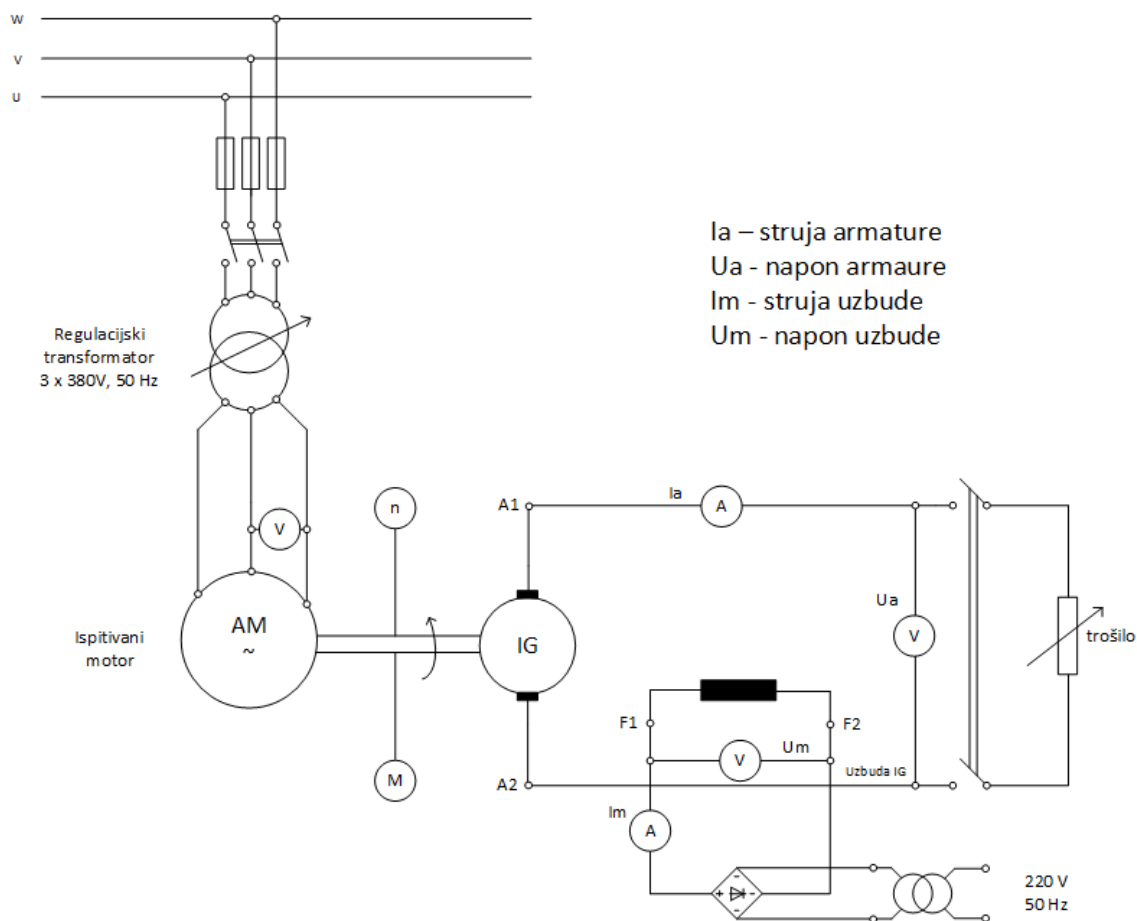 W
V
U
Ia – struja armature
Ua - napon armaure
Im - struja uzbude
Um - napon uzbude
Regulacijski
transformator
3 x 380V, 50 Hz
V
n
A1
Ia
A
Ispitivani
motor
AM
~
IG
Ua
V
trošilo
F1
F2
V
Um
Uzbuda IG
M
A2
Im
A
-
+
-
-
220 V
50 Hz